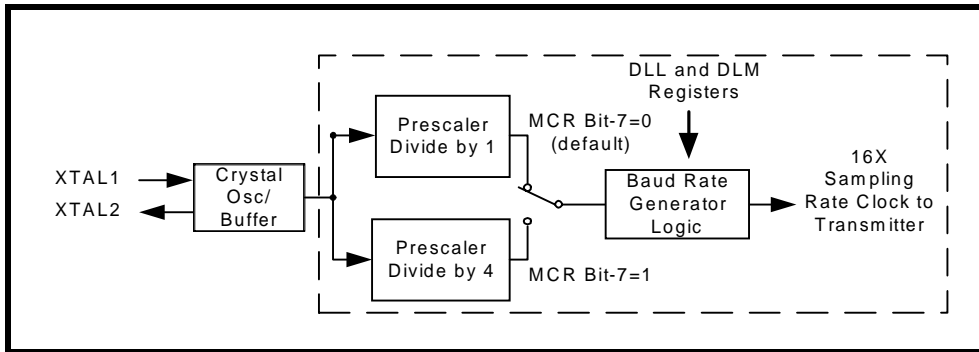 XTAL1
XTAL2
Crystal
Osc/
Buffer
Prescaler
Divide by 1
Prescaler
Divide by 4
MCR Bit-7=0
(default)
MCR Bit-7=1
DLL and DLM
Registers
Baud Rate
Generator
Logic
16X
Sampling
Rate Clock to
Transmitter